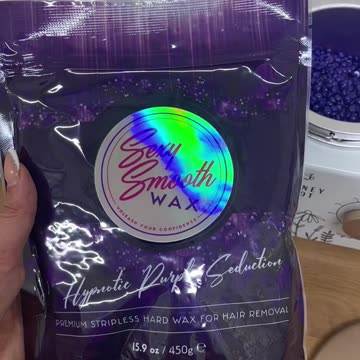 Sexy
Smooth
WAX
UNLEASH YOUR CONFIDENCE
Hypnotic Purple Seduction
PREMIUM STRIPLESS HARD WAX FOR HAIR REMOVAL
15.9 oz / 450g e